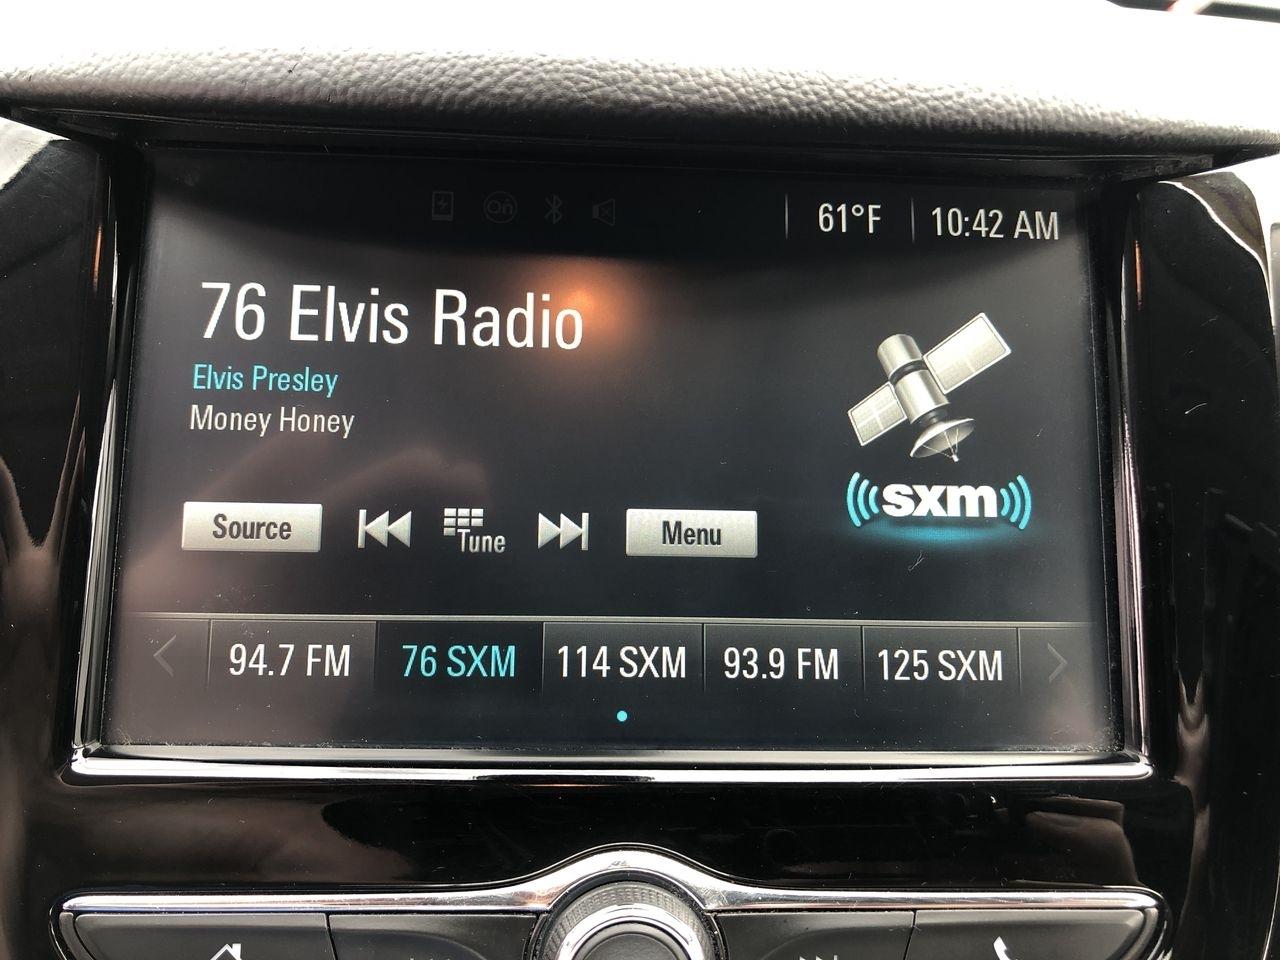 On
61°F
10:42 AM
76 Elvis Radio
Elvis Presley
Money Honey
sxm
Source
Tune
Menu
94.7 FM
76 SXM
114 SXM
93.9 FM
125 SXM